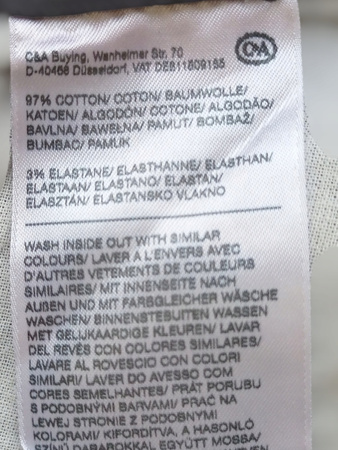 C&A Buying, Wanheimer Str. 70
D-40468 Düsseldorf, VAT DE811609185
C&A
97% COTTON/ COTON/ BAUMWOLLE/
KATOEN/ ALGODÓN/ COTONE/ ALGODÃO/
BAVLNA/ BAWEŁNA/ PAMUT/ BOMBAŽ/
BUMBAC/ PAMUK
3% ELASTANE/ ELASTHANNE/ ELASTHAN/
ELASTAAN/ ELASTANO/ ELASTAN/
ELASZTÁN/ ELASTANSKO VLAKNO
WASH INSIDE OUT WITH SIMILAR
COLOURS/ LAVER A L'ENVERS AVEC
D'AUTRES VETEMENTS DE COULEURS
SIMILAIRES/ MIT INNENSEITE NACH
AUßEN UND MIT FARBGLEICHER WÄSCHE
WASCHEN/ BINNENSTEBUITEN WASSEN
MET GELIJKAARDIGE KLEUREN/ LAVAR
DEL REVÉS CON COLORES SIMILARES/
LAVARE AL ROVESCIO CON COLORI
SIMILARI/ LAVER DO AVESSO COM
CORES SEMELHANTES/ PRÁT PORUBU
S PODOBNÝMI BARVAMI/ PRAĆ NA
LEWEJ STRONIE Z PODOBNYMI
KOLORAMI/ KIFORDÍTVA, A HASONLÓ
SZÍNŰ DARABOKKAL EGYÜTT MOSSA/